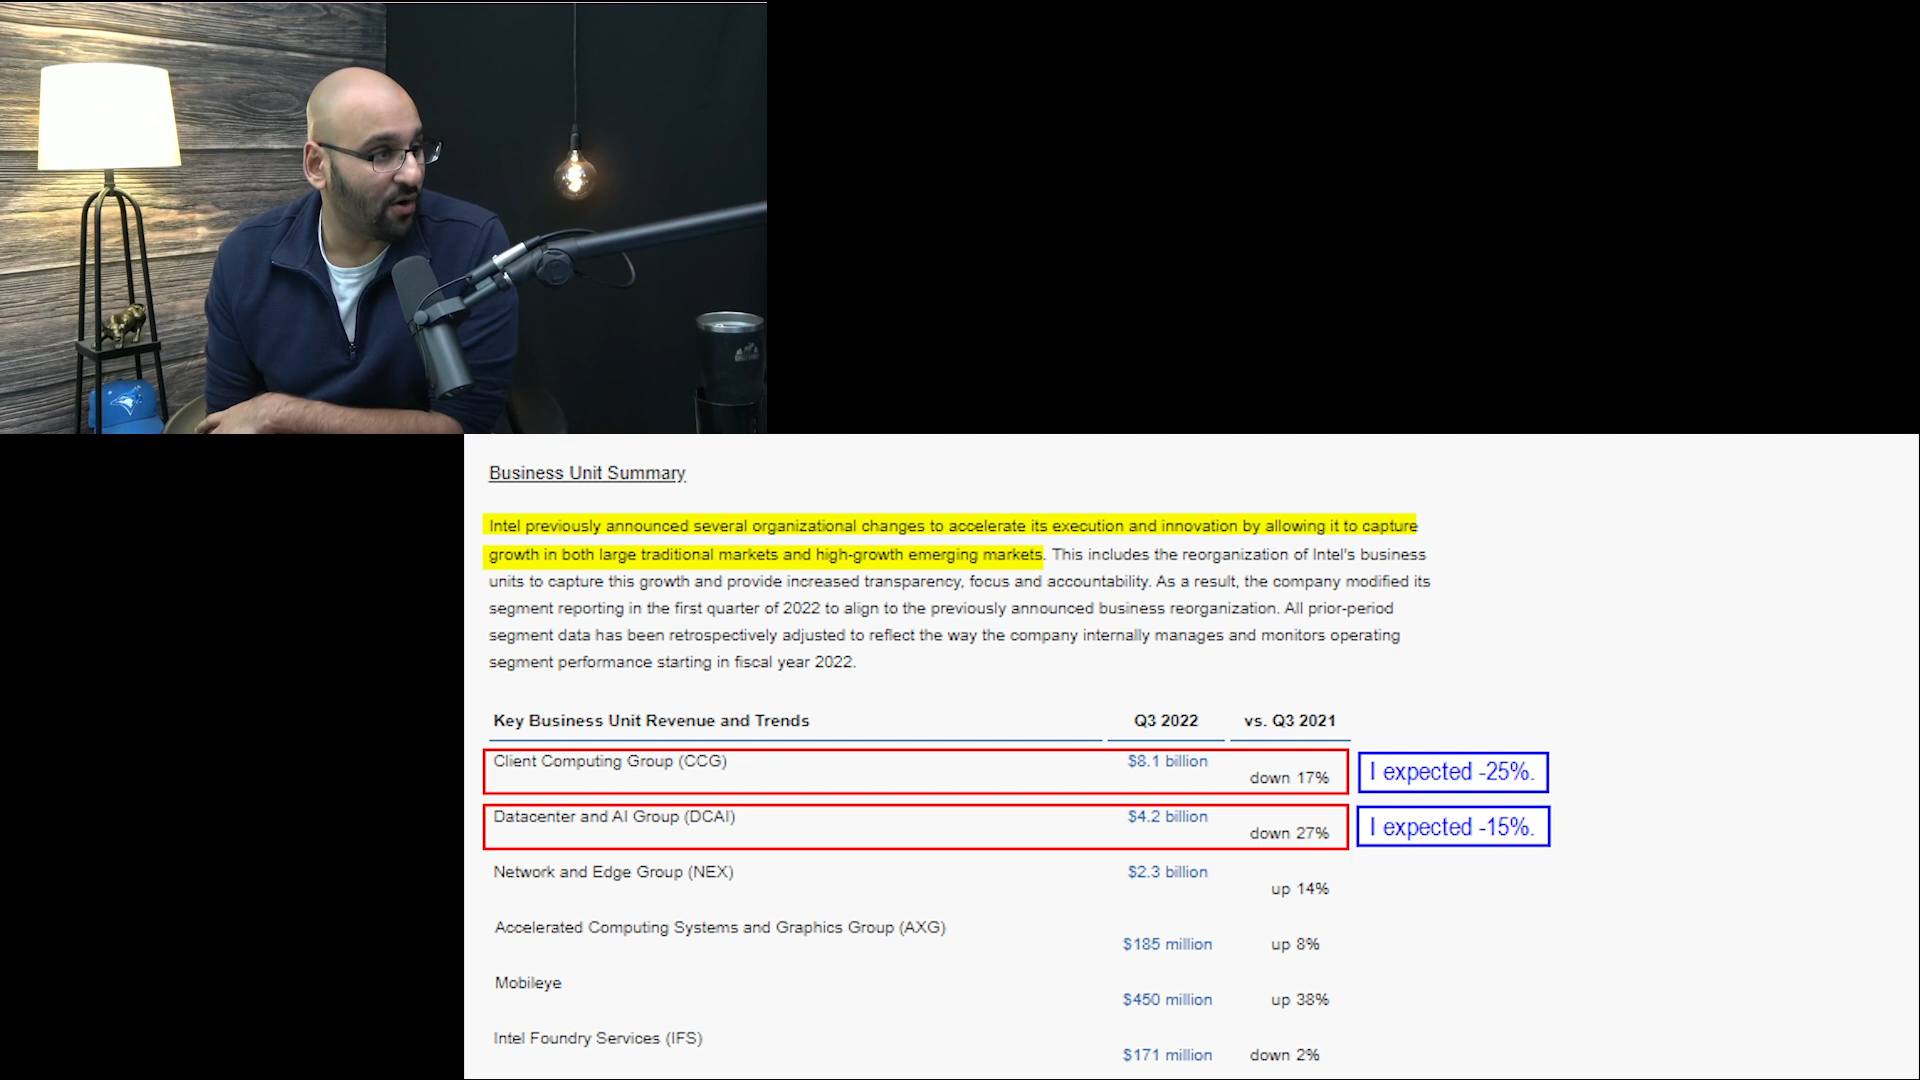 Business Unit Summary
Intel previously announced several organizational changes to accelerate its execution and innovation by allowing it to capture
growth in both large traditional markets and high-growth emerging markets. This includes the reorganization of Intel's business
units to capture this growth and provide increased transparency, focus and accountability. As a result, the company modified its
segment reporting in the first quarter of 2022 to align to the previously announced business reorganization. All prior-period
segment data has been retrospectively adjusted to reflect the way the company internally manages and monitors operating
segment performance starting in fiscal year 2022.
Key Business Unit Revenue and Trends Q3 2022 vs. Q3 2021
Client Computing Group (CCG) $8.1 billion down 17% I expected -25%.
Datacenter and AI Group (DCAI) $4.2 billion down 27% I expected -15%.
Network and Edge Group (NEX) $2.3 billion up 14%
Accelerated Computing Systems and Graphics Group (AXG) $185 million up 8%
Mobileye $450 million up 38%
Intel Foundry Services (IFS) $171 million down 2%